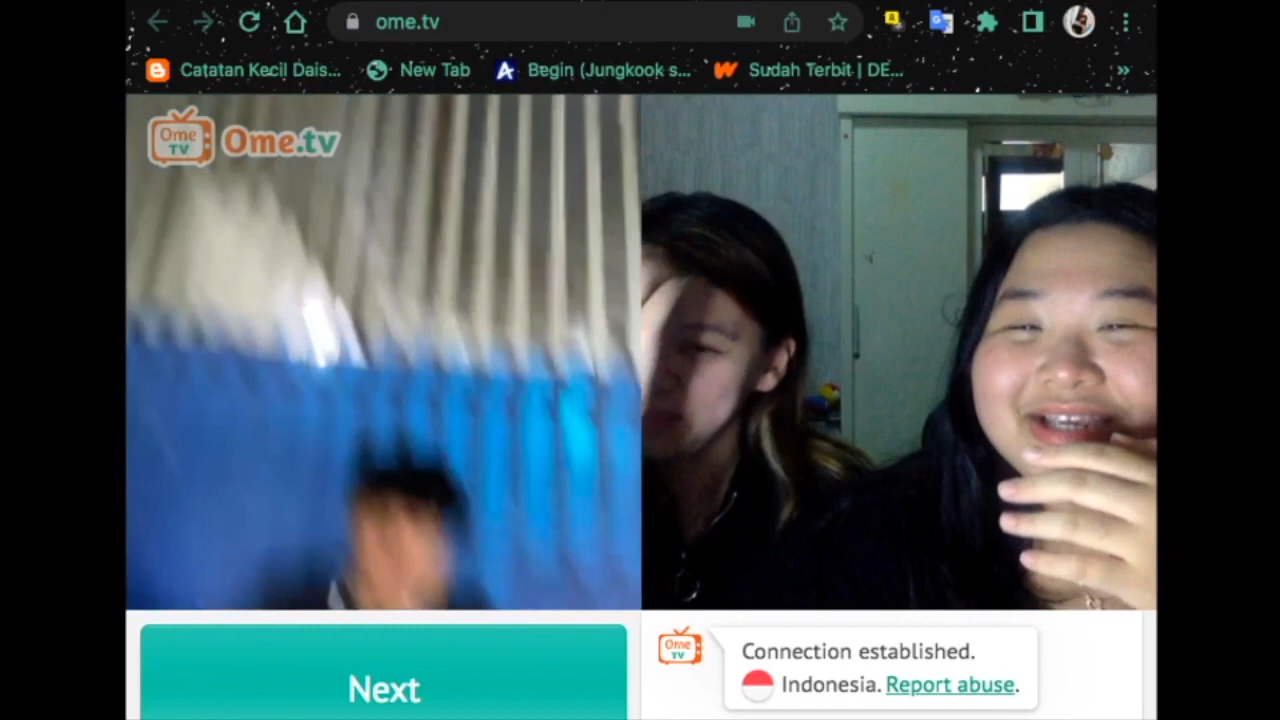 ome.tv
Catatan Kecil Dais...
New Tab
Begin (Jungkook s...
Sudah Terbit | DE...
»
Ome TV
Ome.tv
Next
Ome TV
Connection established.
Indonesia. Report abuse.